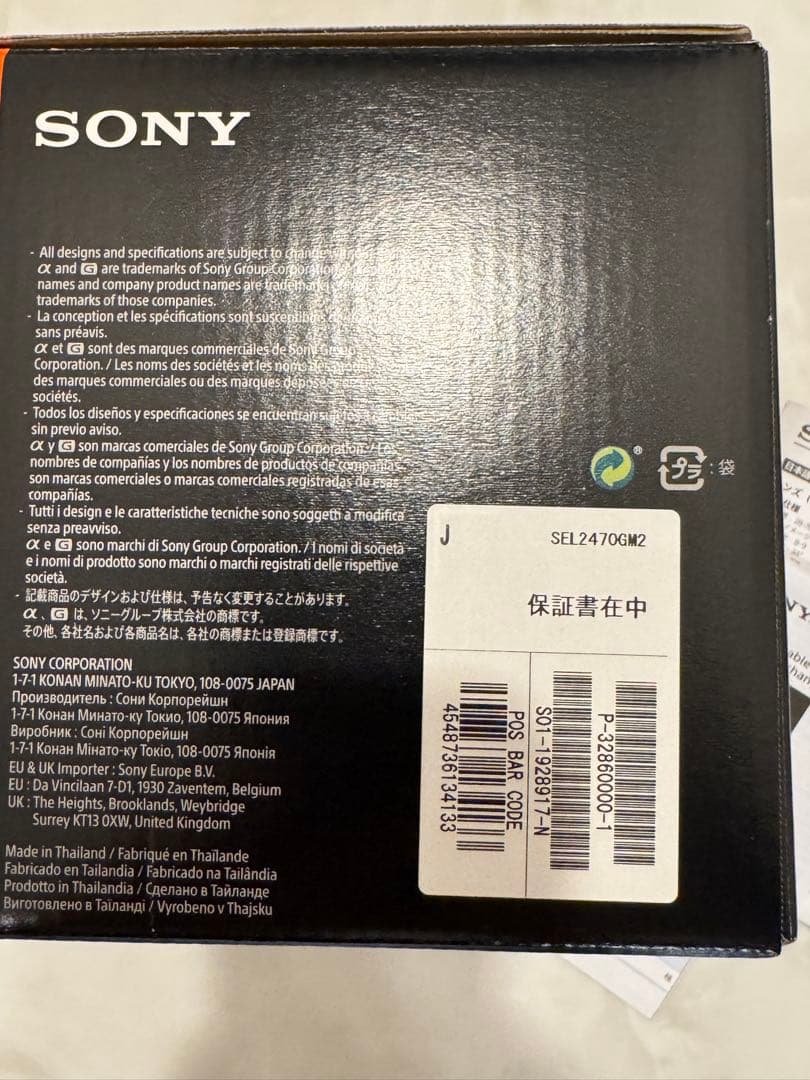 SONY
- All designs and specifications are subject to change
α and G are trademarks of Sony Group Corporation.
names and company product names are
trademarks of those companies.
- La conception et les spécifications sont susceptibles
sans préavis.
α et G sont des marques commerciales de Sony Group
Corporation. / Les noms des sociétés et les noms
des marques commerciales ou des marques déposées
sociétés.
- Todos los diseños y especificaciones se encuentran sujetos a cambio
sin previo aviso.
α y G son marcas comerciales de Sony Group Corporation. / Los
nombres de compañías y los nombres de productos de compañías
son marcas comerciales o marcas comerciales registradas de esas
compañías.
- Tutti i design e le caratteristiche tecniche sono soggetti a modifica
senza preavviso.
α e G sono marchi di Sony Group Corporation. / I nomi di società
e i nomi di prodotto sono marchi o marchi registrati delle rispettive
società.
- 記載商品のデザインおよび仕様は、予告なく変更することがあります。
α 、G は、ソニーグループ株式会社の商標です。
その他、各社名および各商品名は、各社の商標または登録商標です。
SONY CORPORATION
1-7-1 KONAN MINATO-KU TOKYO, 108-0075 JAPAN
Производитель : Сони Корпорейшн
1-7-1 Конан Минато-ку Токио, 108-0075 Япония
Виробник : Соні Корпорейшн
1-7-1 Конан Мінато-ку Токіо, 108-0075 Японія
EU & UK Importer : Sony Europe B.V.
EU : Da Vincilaan 7-D1, 1930 Zaventem, Belgium
UK : The Heights, Brooklands, Weybridge
Surrey KT13 0XW, United Kingdom
Made in Thailand / Fabriqué en Thaïlande
Fabricado en Tailandia / Fabricado na Tailândia
Prodotto in Thailandia / Сделано в Тайланде
Виготовлено в Таїланді / Vyrobeno v Thajsku
®
プラ : 袋
J SEL2470GM2
保証書在中
P-32860000-1
S01-1928917-N
POS BAR CODE
4548736134133